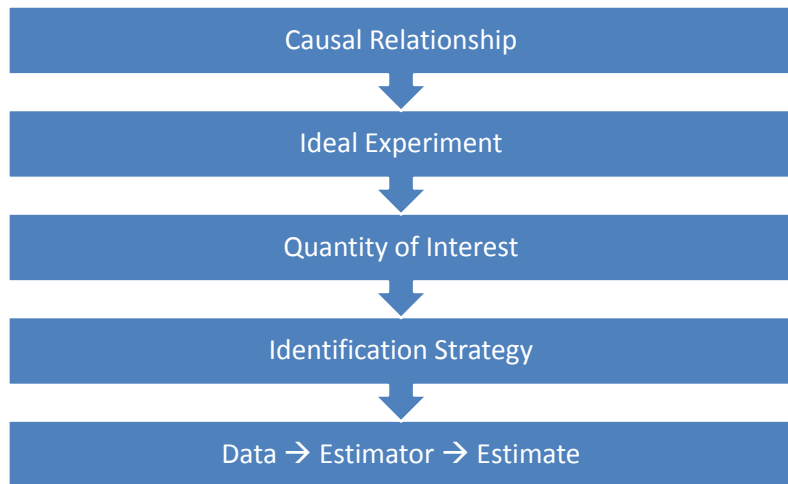 Causal Relationship
Ideal Experiment
Quantity of Interest
Identification Strategy
Data → Estimator → Estimate